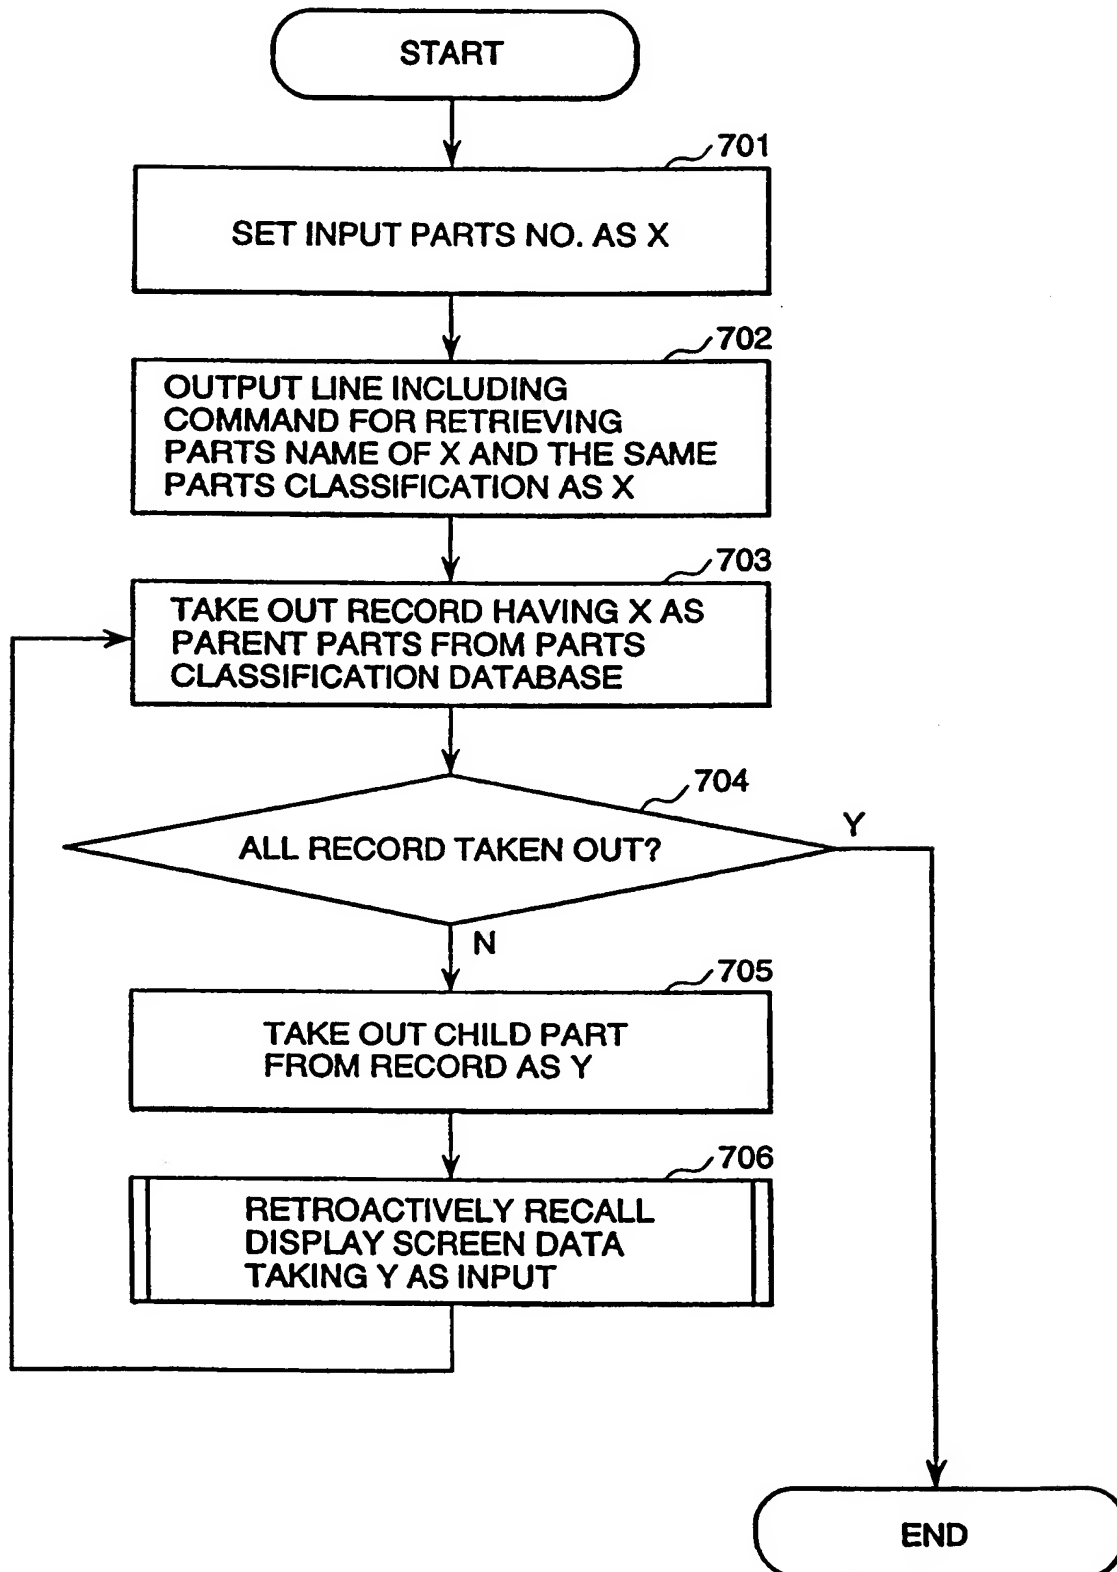 START
701
SET INPUT PARTS NO. AS X
702
OUTPUT LINE INCLUDING
COMMAND FOR RETRIEVING
PARTS NAME OF X AND THE SAME
PARTS CLASSIFICATION AS X
703
TAKE OUT RECORD HAVING X AS
PARENT PARTS FROM PARTS
CLASSIFICATION DATABASE
704
ALL RECORD TAKEN OUT?
Y
N
705
TAKE OUT CHILD PART
FROM RECORD AS Y
706
RETROACTIVELY RECALL
DISPLAY SCREEN DATA
TAKING Y AS INPUT
END